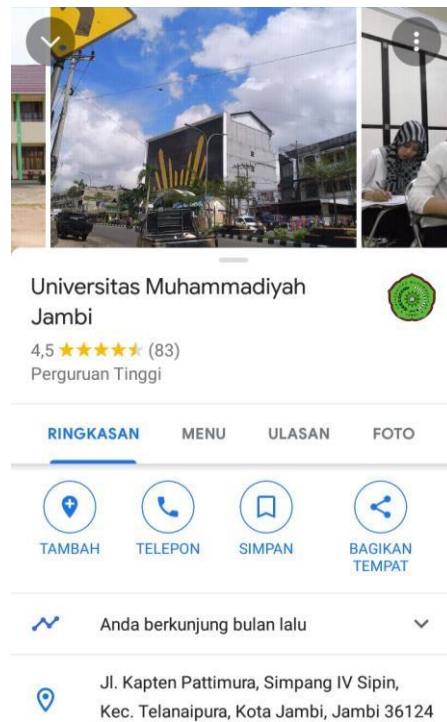 Universitas Muhammadiyah
Jambi
4,5 ★★★★★ (83)
Perguruan Tinggi
RINGKASAN MENU ULASAN FOTO
TAMBAH TELEPON SIMPAN BAGIKAN
TEMPAT
Anda berkunjung bulan lalu
Jl. Kapten Pattimura, Simpang IV Sipin,
Kec. Telanaipura, Kota Jambi, Jambi 36124